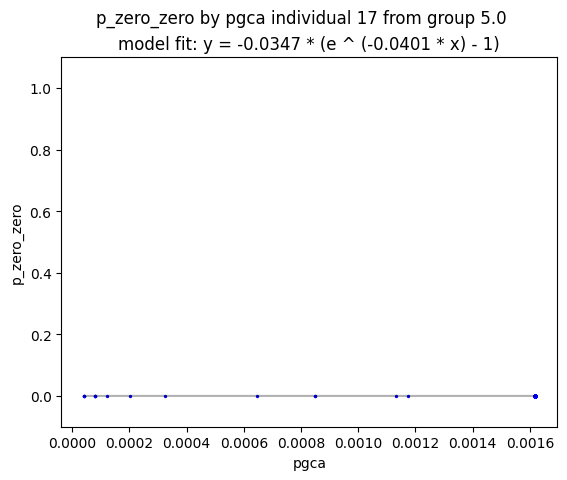 p_zero_zero by pgca individual 17 from group 5.0
model fit: y = -0.0347 * (e ^ (-0.0401 * x) - 1)
1.0
0.8
0.6
0.4
0.2
0.0
p_zero_zero
0.0000 0.0002 0.0004 0.0006 0.0008 0.0010 0.0012 0.0014 0.0016
pgca